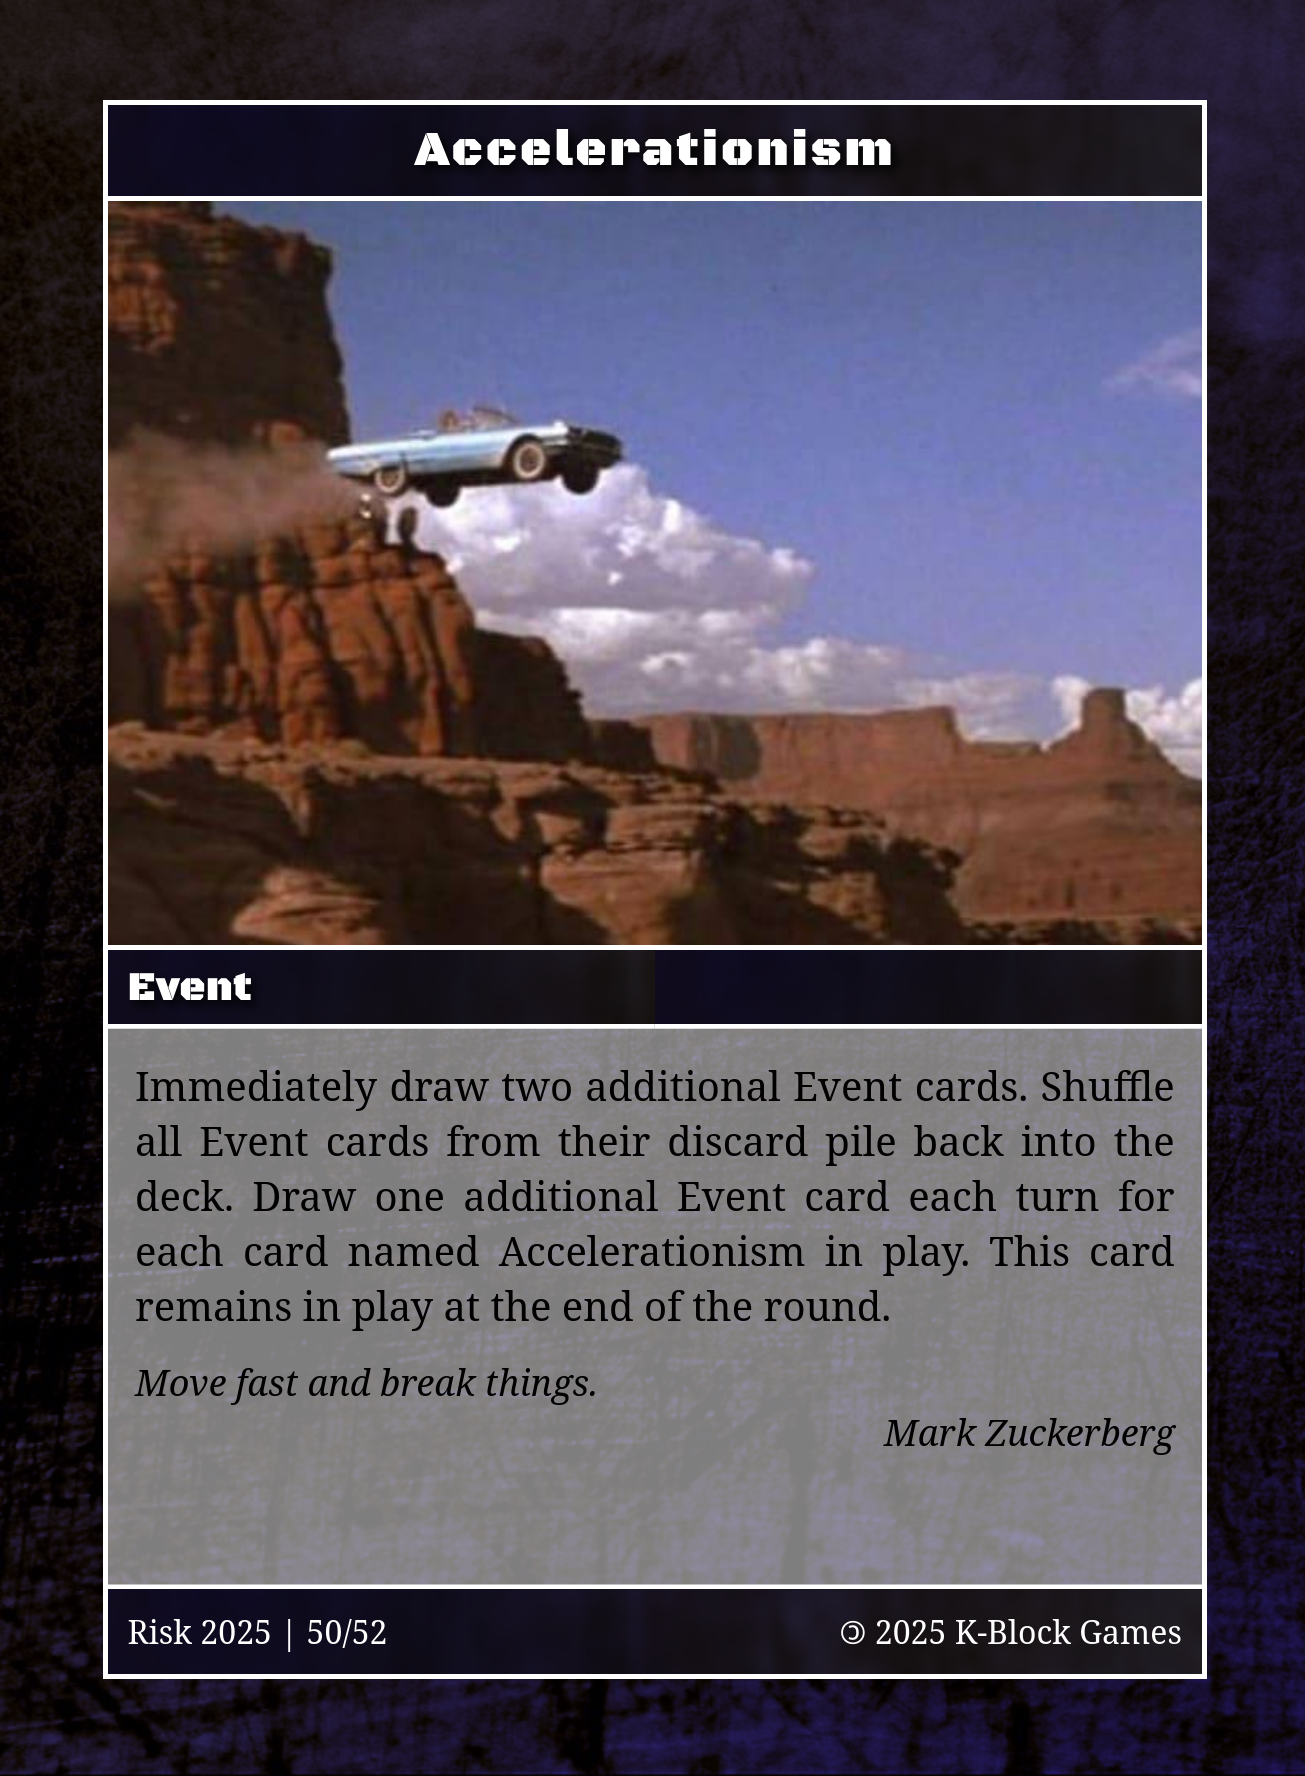 Accelerationism
Event
Immediately draw two additional Event cards. Shuffle
all Event cards from their discard pile back into the
deck. Draw one additional Event card each turn for
each card named Accelerationism in play. This card
remains in play at the end of the round.
Move fast and break things.
Mark Zuckerberg
Risk 2025 | 50/52
🄯 2025 K-Block Games